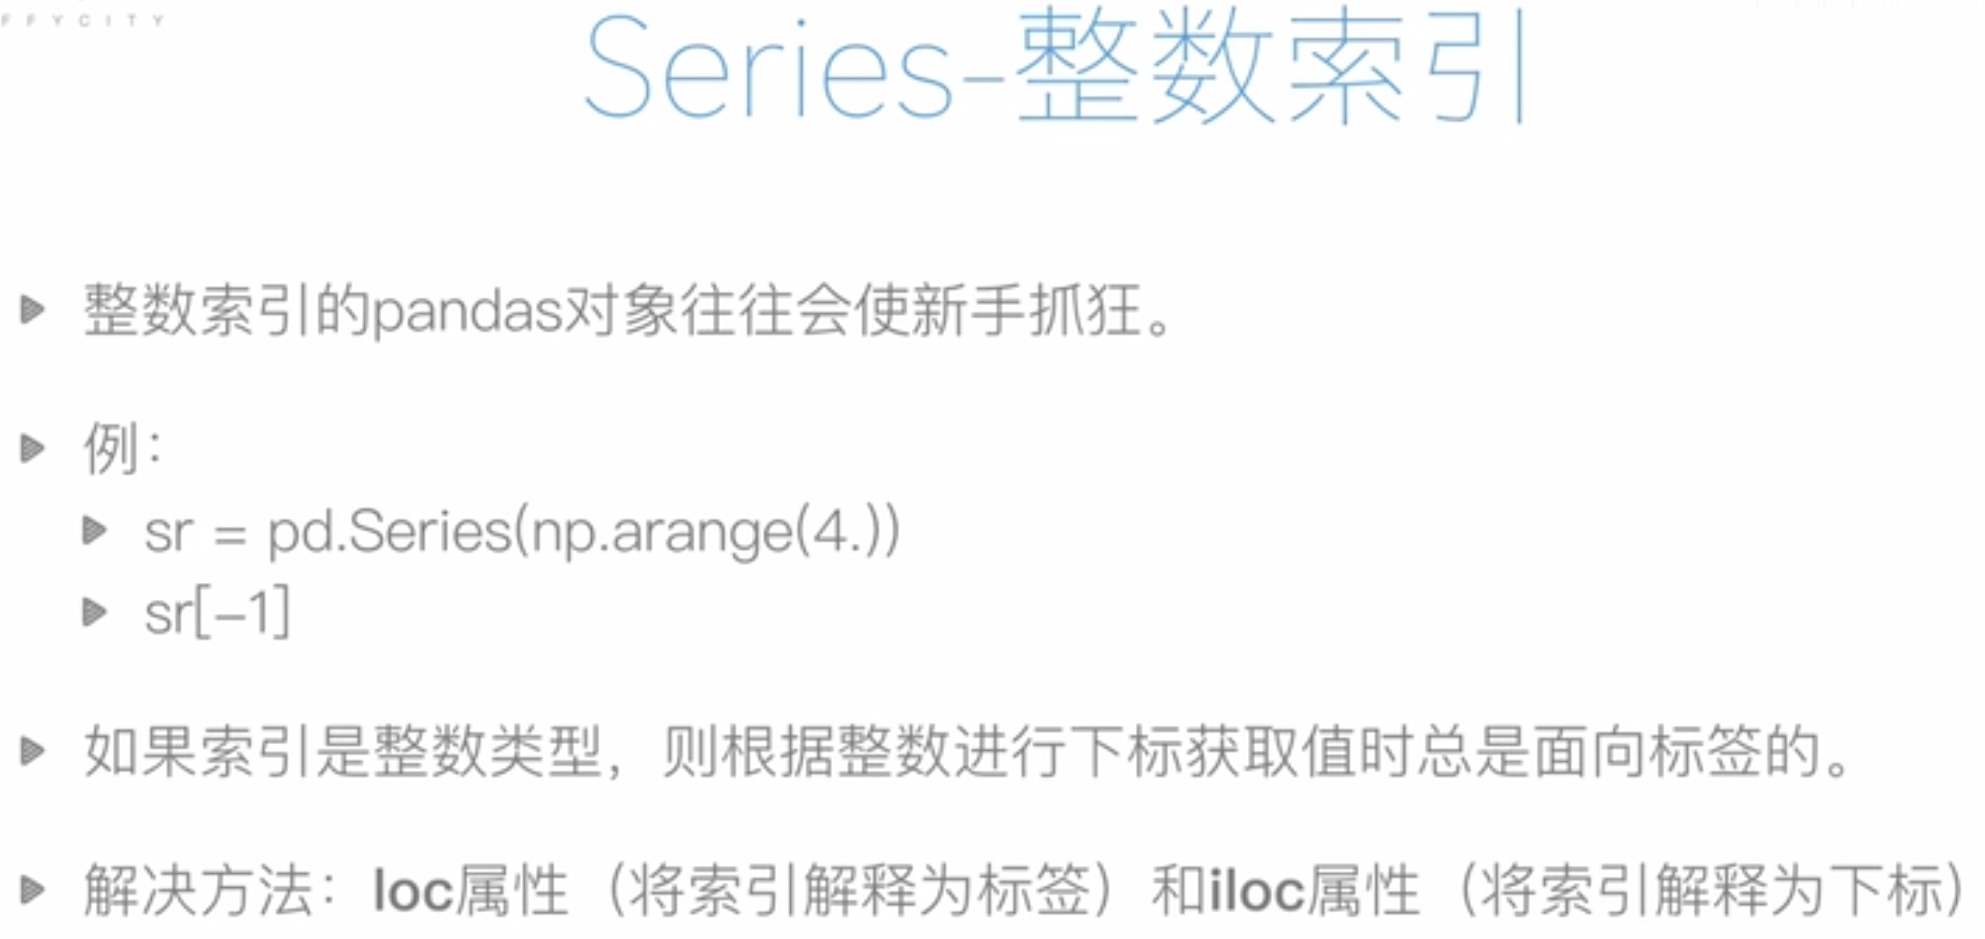 FFYCITY
Series-整数索引
整数索引的pandas对象往往会使新手抓狂。
例：
sr = pd.Series(np.arange(4.))
sr[-1]
如果索引是整数类型，则根据整数进行下标获取值时总是面向标签的。
解决方法：loc属性（将索引解释为标签）和iloc属性（将索引解释为下标）